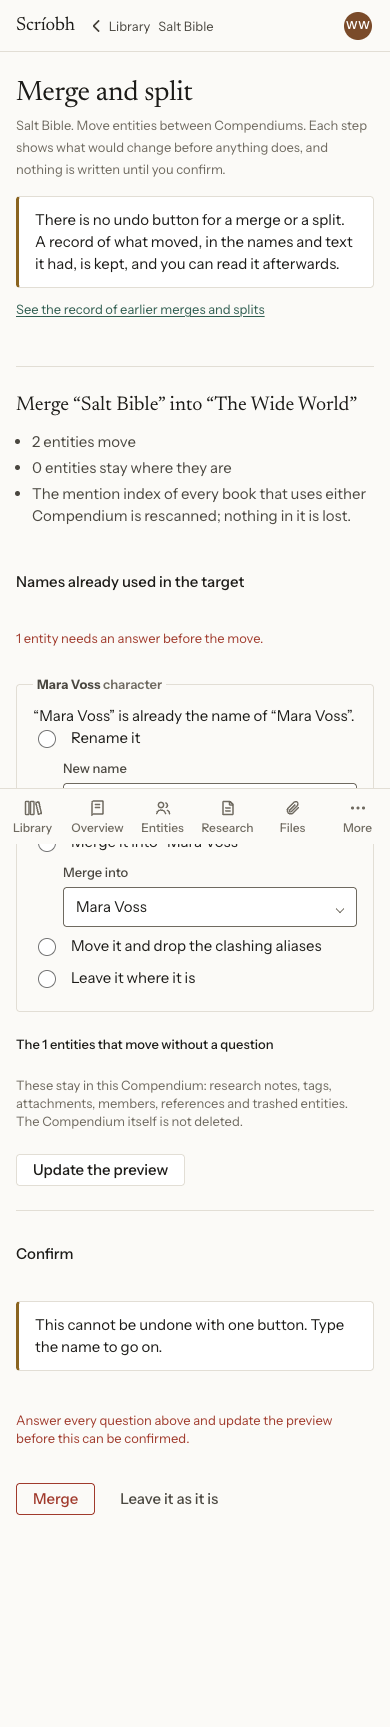 Scríobh
Library Salt Bible
WW
Merge and split
Salt Bible. Move entities between Compendiums. Each step
shows what would change before anything does, and
nothing is written until you confirm.
There is no undo button for a merge or a split.
A record of what moved, in the names and text
it had, is kept, and you can read it afterwards.
See the record of earlier merges and splits
Merge “Salt Bible” into “The Wide World”
2 entities move
0 entities stay where they are
The mention index of every book that uses either
Compendium is rescanned; nothing in it is lost.
Names already used in the target
1 entity needs an answer before the move.
Mara Voss character
“Mara Voss” is already the name of “Mara Voss”.
Rename it
New name
Library Overview Entities Research Files More
Merge it into “Mara Voss”
Merge into
Mara Voss
Move it and drop the clashing aliases
Leave it where it is
The 1 entities that move without a question
These stay in this Compendium: research notes, tags,
attachments, members, references and trashed entities.
The Compendium itself is not deleted.
Update the preview
Confirm
This cannot be undone with one button. Type
the name to go on.
Answer every question above and update the preview
before this can be confirmed.
Merge Leave it as it is